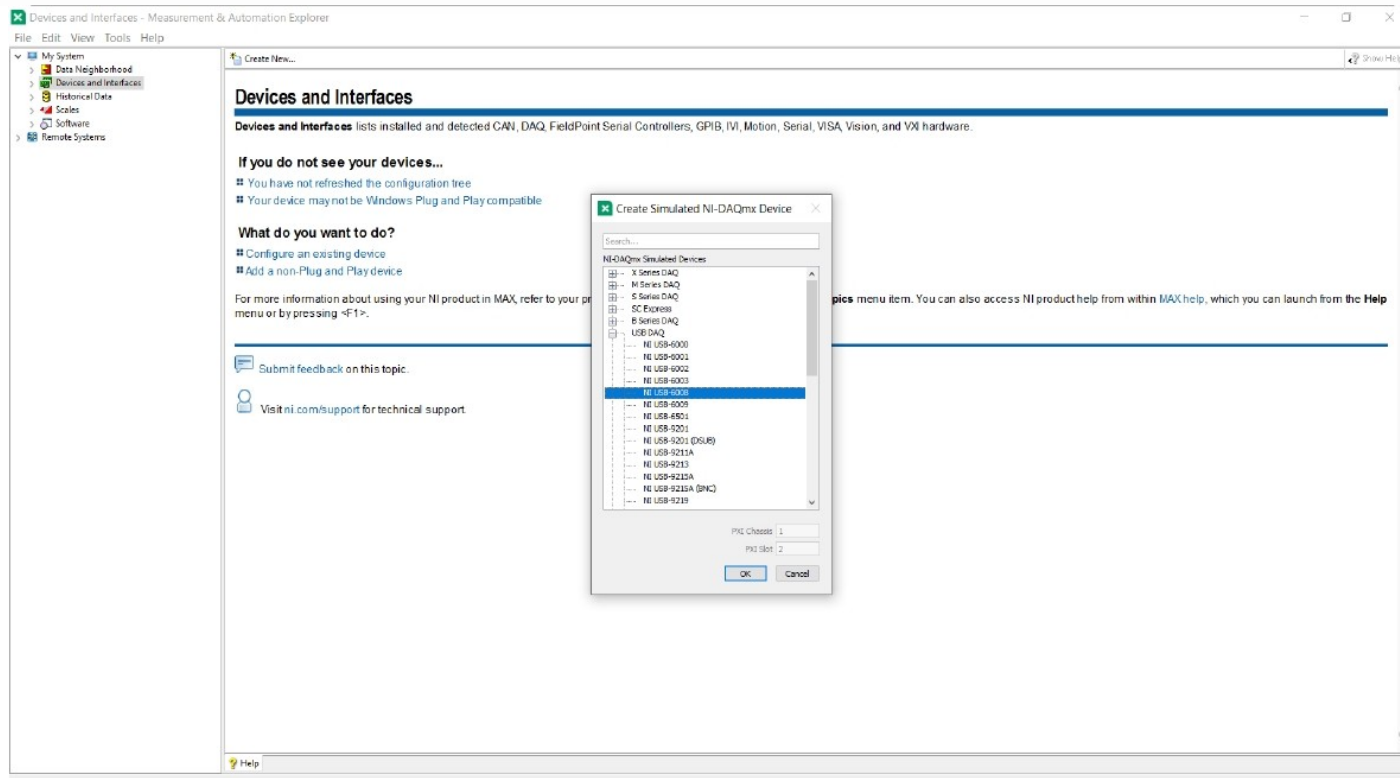 Devices and Interfaces - Measurement & Automation Explorer
File Edit View Tools Help
My System
Data Neighborhood
Devices and Interfaces
Historical Data
Scales
Software
Remote Systems
Create New...
Show Help
Devices and Interfaces
Devices and Interfaces lists installed and detected CAN, DAQ, FieldPoint Serial Controllers, GPIB, IVI, Motion, Serial, VISA, Vision, and VXI hardware.
If you do not see your devices...
You have not refreshed the configuration tree
Your device may not be Windows Plug and Play compatible
What do you want to do?
Configure an existing device
Add a non-Plug and Play device
For more information about using your NI product in MAX, refer to your pr
pics menu item. You can also access NI product help from within MAX help, which you can launch from the Help
menu or by pressing <F1>.
Submit feedback on this topic.
Visit ni.com/support for technical support.
Create Simulated NI-DAQmx Device
Search...
NI-DAQmx Simulated Devices
X Series DAQ
M Series DAQ
S Series DAQ
SC Express
B Series DAQ
USB DAQ
NI USB-6000
NI USB-6001
NI USB-6002
NI USB-6003
NI USB-6008
NI USB-6009
NI USB-6501
NI USB-9201
NI USB-9201 (DSUB)
NI USB-9211A
NI USB-9213
NI USB-9215A
NI USB-9215A (BNC)
NI USB-9219
PXI Chassis 1
PXI Slot 2
OK Cancel
Help